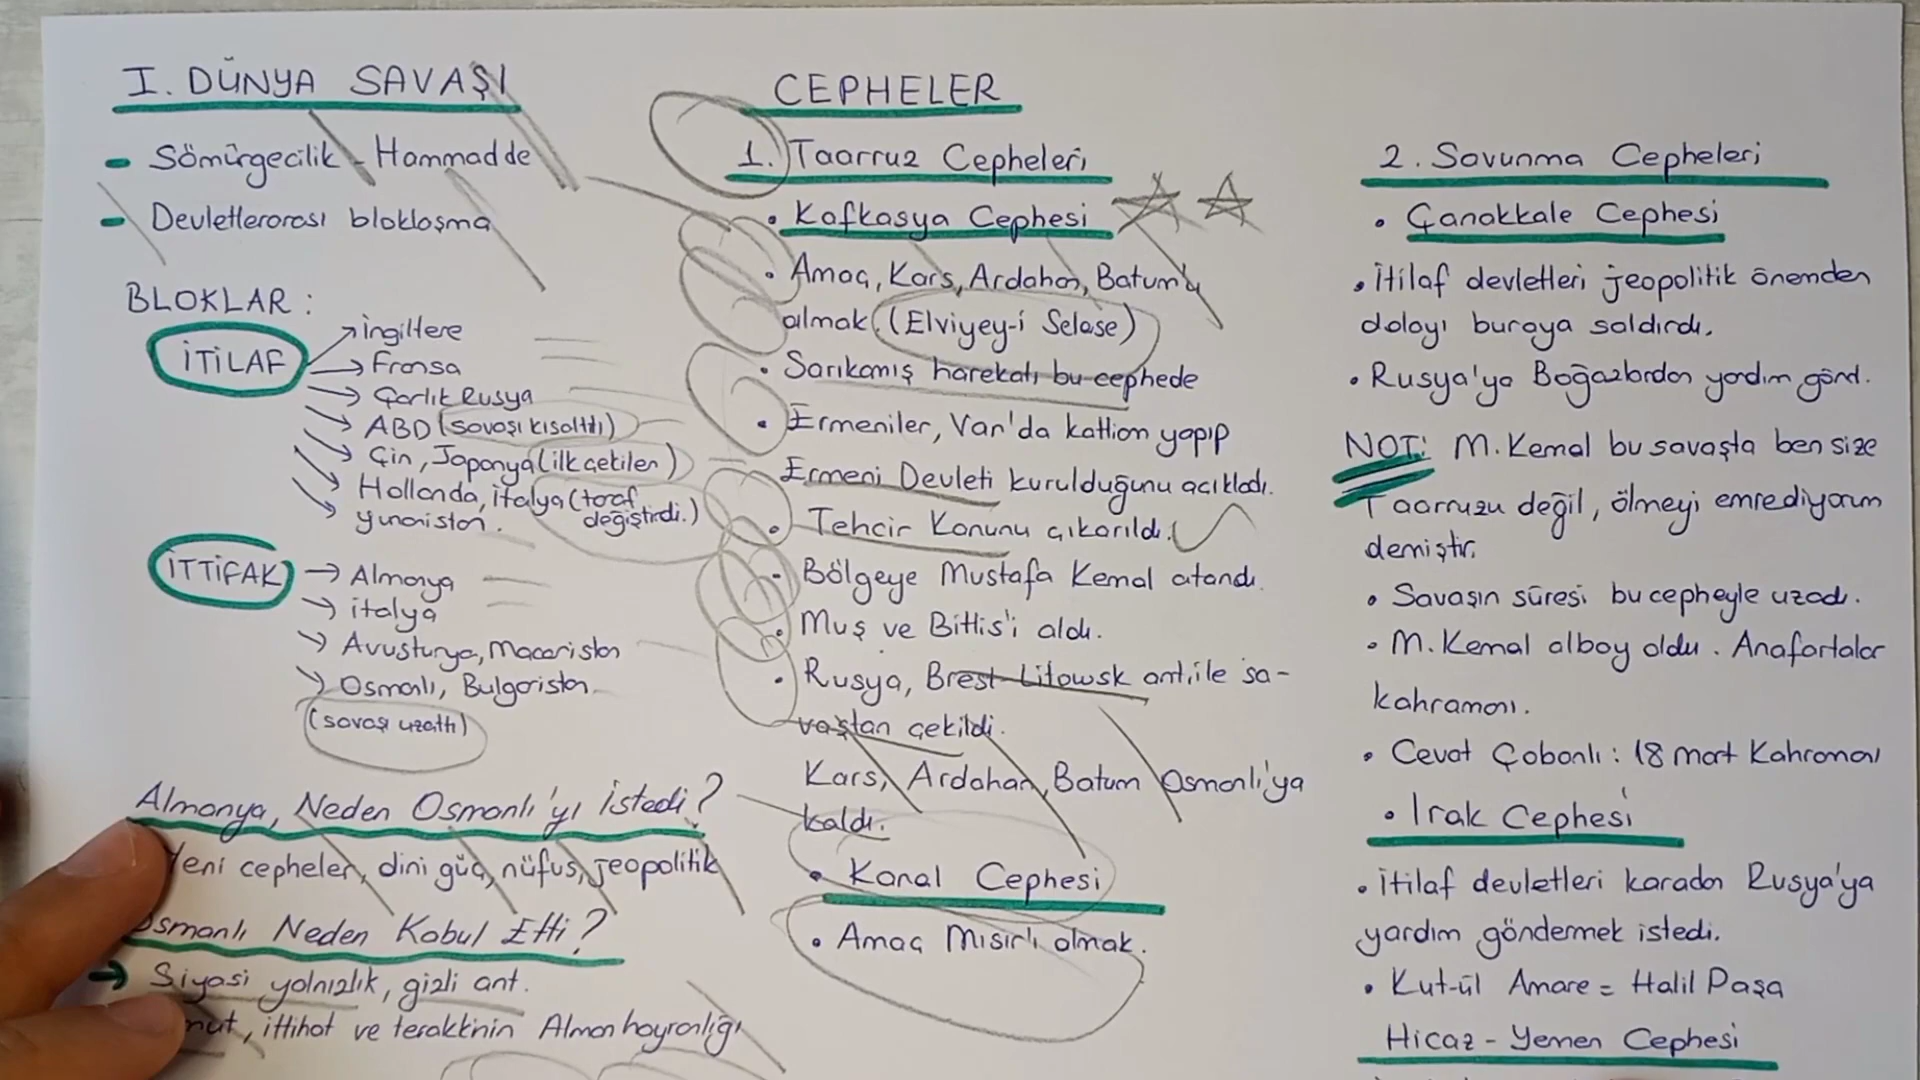 I. DÜNYA SAVAŞI
- Sömürgecilik - Hammadde
- Devletlerarası bloklaşma
BLOKLAR :
İTİLAF
→ İngiltere
→ Fransa
→ Çarlık Rusya
→ ABD (savaşı kısalttı)
→ Çin, Japonya (ilk çekilen)
→ Hollanda, İtalya (taraf değiştirdi.)
→ Yunanistan.
İTTİFAK
→ Almanya
→ italya
→ Avusturya, Macaristan
→ Osmanlı, Bulgaristan
(savaşı uzattı)
Almanya, Neden Osmanlı'yı istedi?
Yeni cepheler, dini güç, nüfus, jeopolitik
Osmanlı Neden Kabul Etti?
→ Siyasi yalnızlık, gizli ant.
, ittihat ve terakkinin Alman hayranlığı
CEPHELER
1. Taarruz Cepheleri
• Kafkasya Cephesi
• Amaç, Kars, Ardahan, Batum'u
almak (Elviyey-i Selase)
• Sarıkamış harekatı bu cephede
• Ermeniler, Van'da katliam yapıp
Ermeni Devleti kurulduğunu açıkladı.
• Tehcir Kanunu çıkarıldı.
• Bölgeye Mustafa Kemal atandı.
• Muş ve Bitlis'i aldı.
• Rusya, Brest Litowsk ant, ile sa-
vaştan çekildi.
Kars, Ardahan, Batum Osmanlı'ya
kaldı.
• Kanal Cephesi
• Amaç Mısır'ı almak.
2. Savunma Cepheleri
• Çanakkale Cephesi
• İtilaf devletleri jeopolitik önemden
dolayı buraya saldırdı.
• Rusya'ya Boğazlardan yardım gönd.
NOT: M. Kemal bu savaşta ben size
Taarruzu değil, ölmeyi emrediyorum
demiştir.
• Savaşın süresi bu cepheyle uzadı.
• M. Kemal albay oldu. Anafartalar
kahramanı.
• Cevat Çobanlı : 18 mart Kahramanı
• Irak Cephesi
• İtilaf devletleri karadan Rusya'ya
yardım göndermek istedi.
• Kut-ül Amare = Halil Paşa
Hicaz - Yemen Cephesi